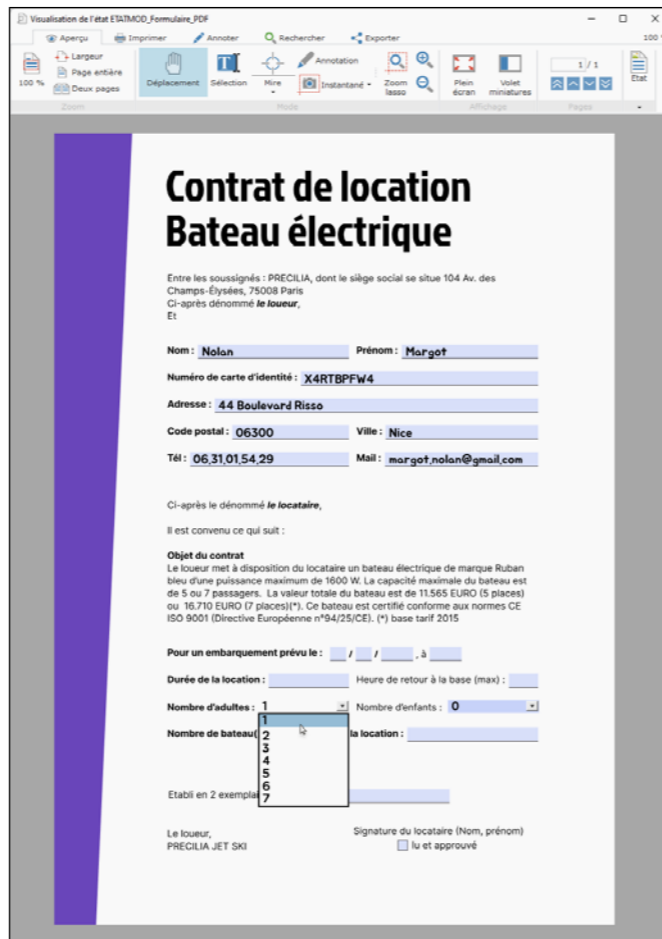 Visualisation de l'état ETATMOD_Formulaire_PDF
Aperçu Imprimer Annoter Rechercher Exporter 100
100 % Largeur Page entière Deux pages Déplacement Sélection Mire Annotation Instantané Zoom lasso Plein écran Volet miniatures 1 / 1 Etat
Zoom Mode Affichage Pages
Contrat de location
Bateau électrique
Entre les soussignés : PRECILIA, dont le siège social se situe 104 Av. des
Champs-Élysées, 75008 Paris
Ci-après dénommé le loueur,
Et
Nom : Nolan Prénom : Margot
Numéro de carte d'identité : X4RTBPFW4
Adresse : 44 Boulevard Risso
Code postal : 06300 Ville : Nice
Tél : 06.31.01.54.29 Mail : margot.nolan@gmail.com
Ci-après le dénommé le locataire,
Il est convenu ce qui suit :
Objet du contrat
Le loueur met à disposition du locataire un bateau électrique de marque Ruban
bleu d'une puissance maximum de 1600 W. La capacité maximale du bateau est
de 5 ou 7 passagers. La valeur totale du bateau est de 11.565 EURO (5 places)
ou 16.710 EURO (7 places)(*). Ce bateau est certifié conforme aux normes CE
ISO 9001 (Directive Européenne n°94/25/CE). (*) base tarif 2015
Pour un embarquement prévu le : / / , à
Durée de la location : Heure de retour à la base (max) :
Nombre d'adultes : 1 Nombre d'enfants : 0
1
Nombre de bateau( la location :
2
3
4
5
6
7
Etabli en 2 exemplai
Le loueur,
PRECILIA JET SKI
Signature du locataire (Nom, prénom)
lu et approuvé